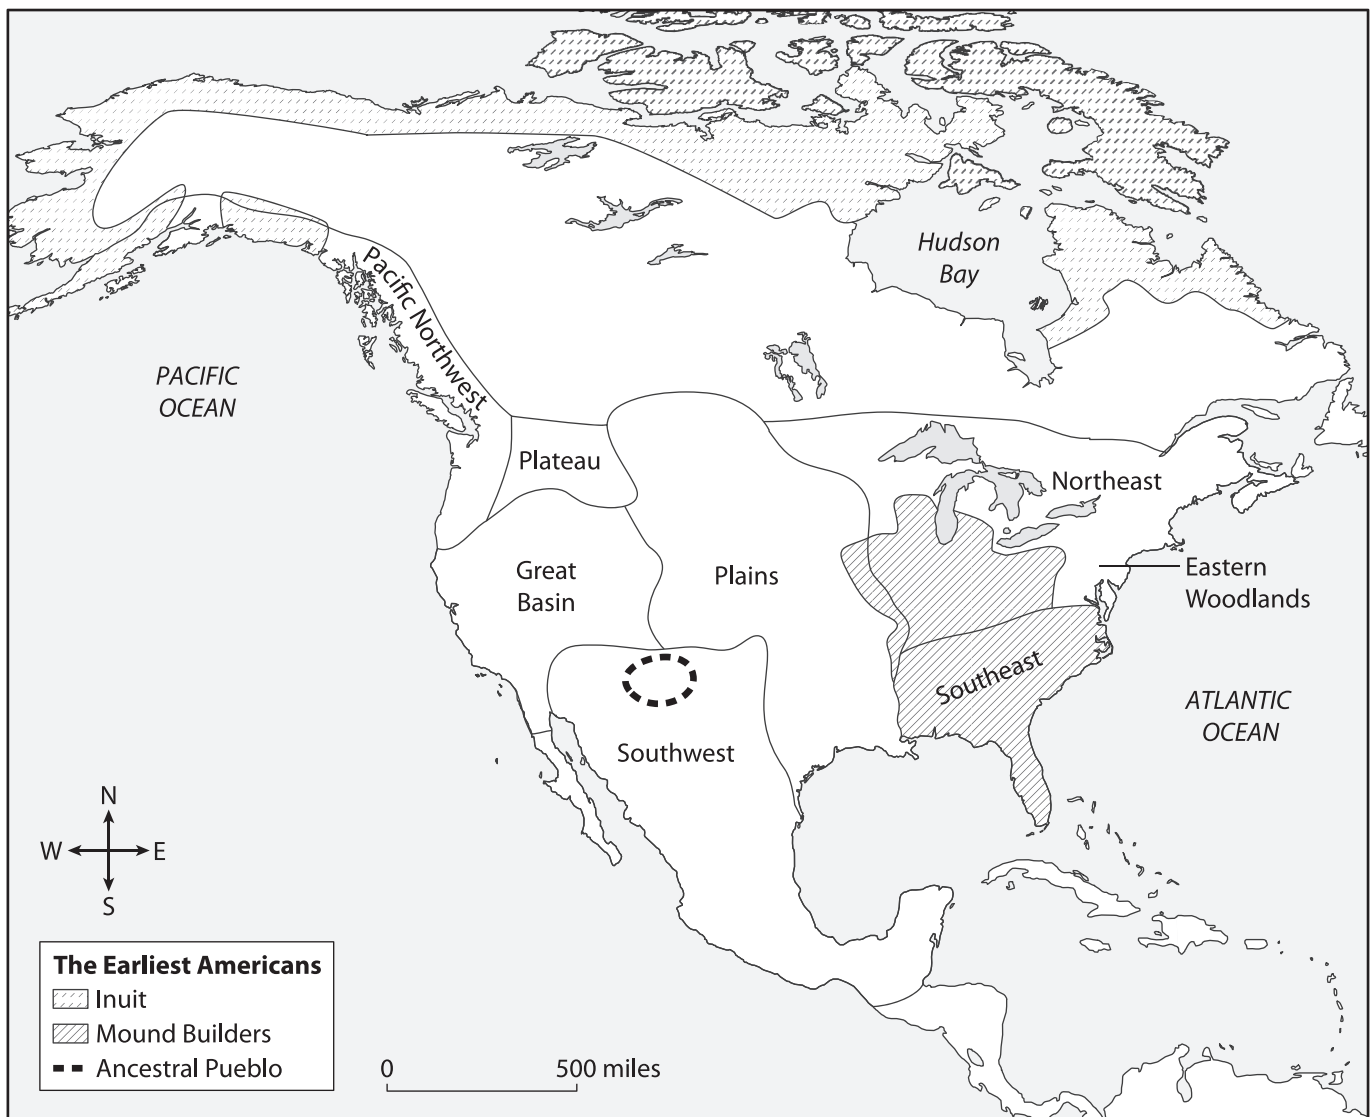 Hudson
Bay
Pacific Northwest
PACIFIC
OCEAN
Plateau
Northeast
Great
Basin
Plains
Eastern
Woodlands
Southeast
ATLANTIC
OCEAN
Southwest
N
W E
S
The Earliest Americans
Inuit
Mound Builders
Ancestral Pueblo
0 500 miles